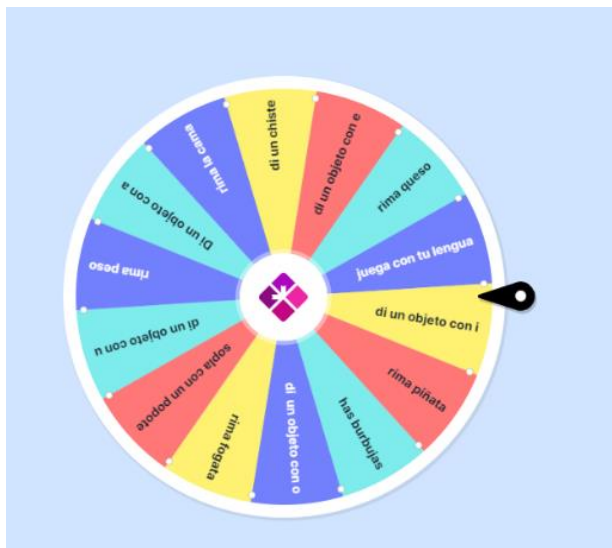 di un chiste
di un objeto con e
rima queso
juega con tu lengua
di un objeto con i
rima piñata
has burbujas
di un objeto con o
rima fogata
sopla con un popote
di un objeto con u
rima peso
Di un objeto con a
rima la cama